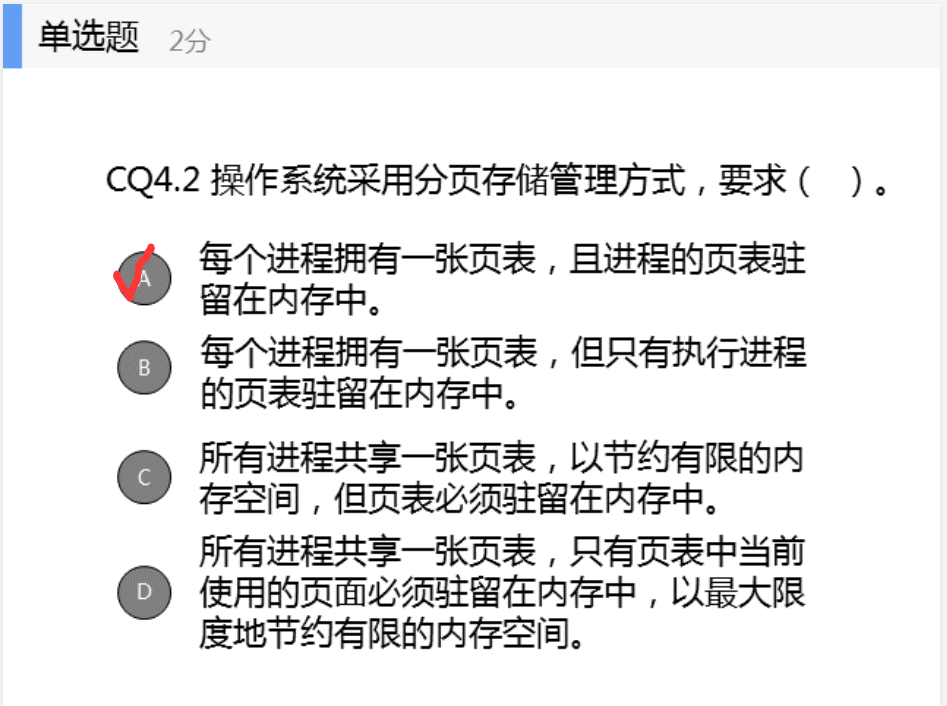 单选题 2分
CQ4.2 操作系统采用分页存储管理方式，要求（ ）。
A 每个进程拥有一张页表，且进程的页表驻
留在内存中。
B 每个进程拥有一张页表，但只有执行进程
的页表驻留在内存中。
C 所有进程共享一张页表，以节约有限的内
存空间，但页表必须驻留在内存中。
D 所有进程共享一张页表，只有页表中当前
使用的页面必须驻留在内存中，以最大限
度地节约有限的内存空间。